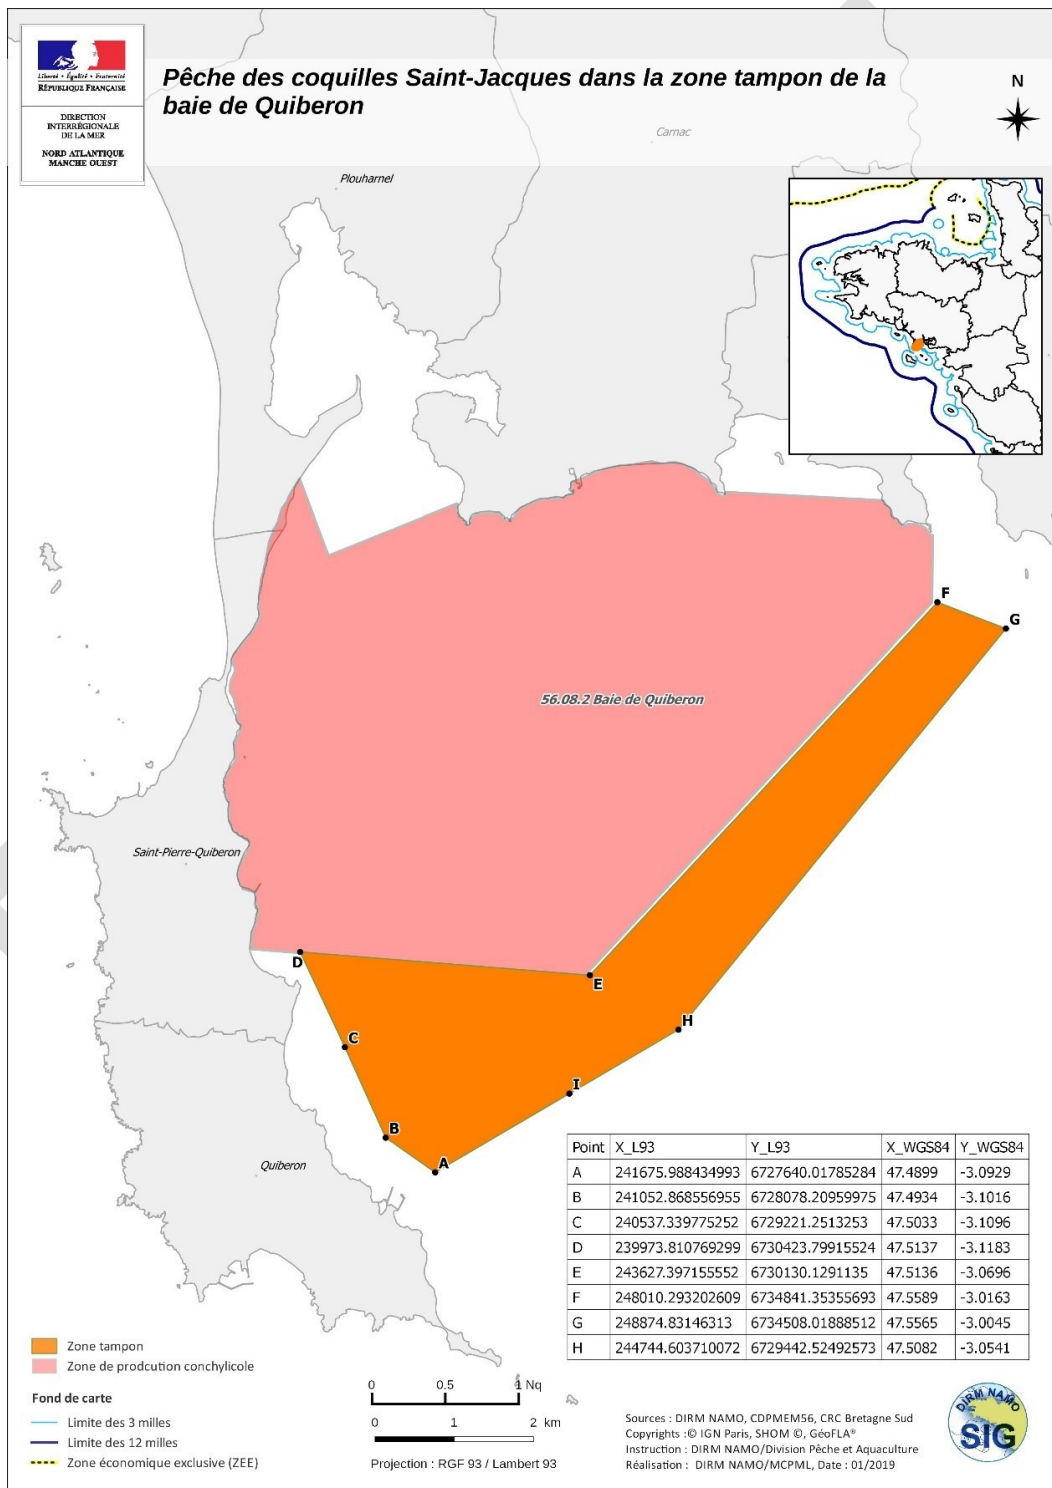 Liberté • Égalité • Fraternité
RÉPUBLIQUE FRANÇAISE
DIRECTION
INTERRÉGIONALE
DE LA MER
NORD ATLANTIQUE
MANCHE OUEST
Pêche des coquilles Saint-Jacques dans la zone tampon de la
baie de Quiberon
N
Carnac
Plouharnel
F
G
56.08.2 Baie de Quiberon
Saint-Pierre-Quiberon
D
E
H
C
I
B
A
Quiberon
Point X_L93 Y_L93 X_WGS84 Y_WGS84
A 241675.988434993 6727640.01785284 47.4899 -3.0929
B 241052.868556955 6728078.20959975 47.4934 -3.1016
C 240537.339775252 6729221.2513253 47.5033 -3.1096
D 239973.810769299 6730423.79915524 47.5137 -3.1183
E 243627.397155552 6730130.1291135 47.5136 -3.0696
F 248010.293202609 6734841.35355693 47.5589 -3.0163
G 248874.83146313 6734508.01888512 47.5565 -3.0045
H 244744.603710072 6729442.52492573 47.5082 -3.0541
Zone tampon
Zone de prodcution conchylicole
Fond de carte
Limite des 3 milles
Limite des 12 milles
Zone économique exclusive (ZEE)
0 0.5 1 Nq
0 1 2 km
Projection : RGF 93 / Lambert 93
Sources : DIRM NAMO, CDPMEM56, CRC Bretagne Sud
Copyrights :© IGN Paris, SHOM ©, GéoFLA®
Instruction : DIRM NAMO/Division Pêche et Aquaculture
Réalisation : DIRM NAMO/MCPML, Date : 01/2019
DIRM NAMO
SIG